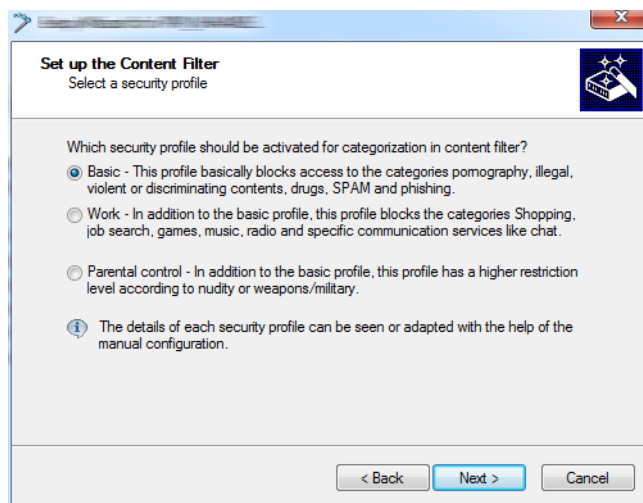 Set up the Content Filter
Select a security profile
Which security profile should be activated for categorization in content filter?
Basic - This profile basically blocks access to the categories pornography, illegal,
violent or discriminating contents, drugs, SPAM and phishing.
Work - In addition to the basic profile, this profile blocks the categories Shopping,
job search, games, music, radio and specific communication services like chat.
Parental control - In addition to the basic profile, this profile has a higher restriction
level according to nudity or weapons/military.
The details of each security profile can be seen or adapted with the help of the
manual configuration.
< Back Next > Cancel